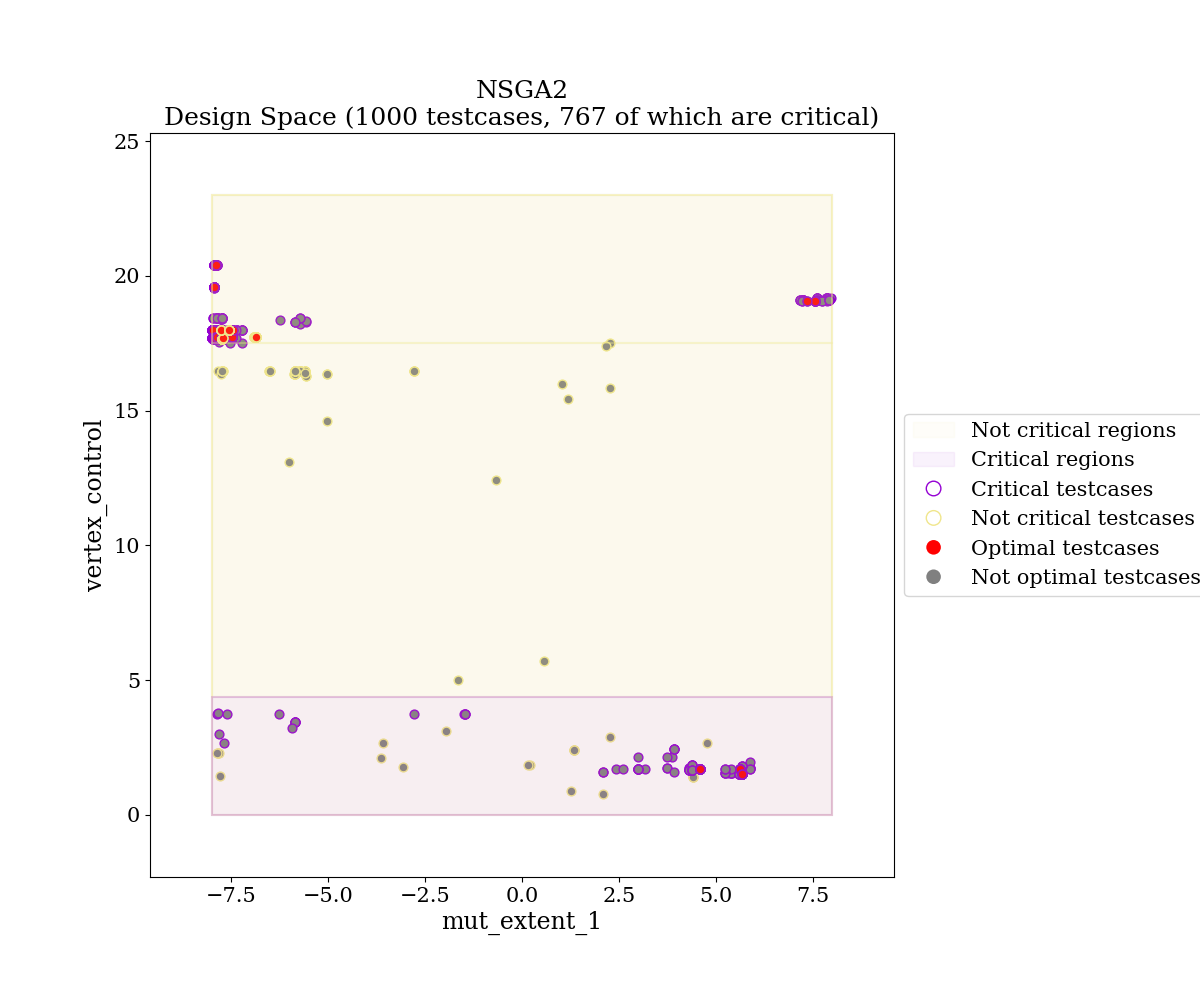 NSGA2
Design Space (1000 testcases, 767 of which are critical)
25
20
15
10
5
0
vertex_control
−7.5
−5.0
−2.5
0.0
2.5
5.0
7.5
mut_extent_1
Not critical regions
Critical regions
Critical testcases
Not critical testcases
Optimal testcases
Not optimal testcases